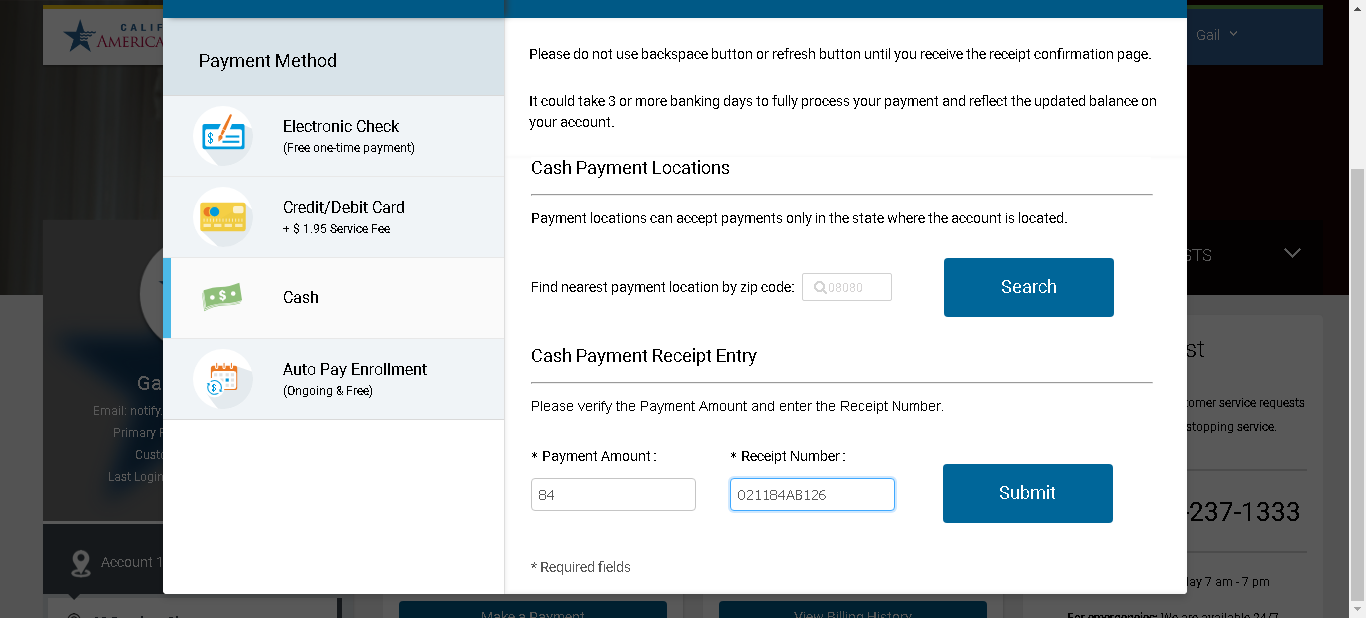 CALIF
AMERICA
Gail
Payment Method
Please do not use backspace button or refresh button until you receive the receipt confirmation page.
It could take 3 or more banking days to fully process your payment and reflect the updated balance on
your account.
Electronic Check
(Free one-time payment)
Cash Payment Locations
Credit/Debit Card
+ $ 1.95 Service Fee
Payment locations can accept payments only in the state where the account is located.
STS
Find nearest payment location by zip code:
08080
Search
Cash
Cash Payment Receipt Entry
st
Auto Pay Enrollment
(Ongoing & Free)
Ga
Email: notify.
Please verify the Payment Amount and enter the Receipt Number.
omer service requests
Primary
stopping service.
Custo
* Payment Amount:
* Receipt Number:
Last Login
84
021184AB126
Submit
-237-1333
Account 1
* Required fields
day 7 am - 7 pm
Make a Payment
View Billing History
For emergencies: We are available 24/7